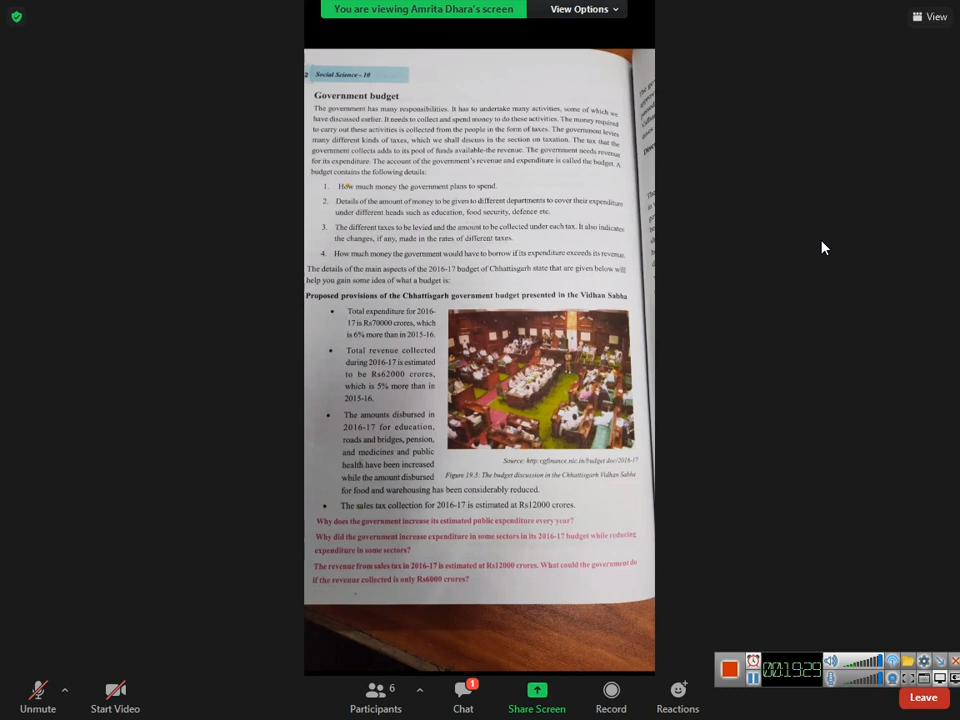 You are viewing Amrita Dhara's screen
View Options
View
2 Social Science - 10
Government budget
The government has many responsibilities. It has to undertake many activities, some of which we
have discussed earlier. It needs to collect and spend money to do these activities. The money required
to carry out these activities is collected from the people in the form of taxes. The government levies
many different kinds of taxes, which we shall discuss in the section on taxation. The tax that the
government collects adds to its pool of funds available-the revenue. The government needs revenue
for its expenditure. The account of the government's revenue and expenditure is called the budget. A
budget contains the following details:
1. How much money the government plans to spend.
2. Details of the amount of money to be given to different departments to cover their expenditure
under different heads such as education, food security, defence etc.
3. The different taxes to be levied and the amount to be collected under each tax. It also indicates
the changes, if any, made in the rates of different taxes.
4. How much money the government would have to borrow if its expenditure exceeds its revenue.
The details of the main aspects of the 2016-17 budget of Chhattisgarh state that are given below will
help you gain some idea of what a budget is:
Proposed provisions of the Chhattisgarh government budget presented in the Vidhan Sabha
• Total expenditure for 2016-
17 is Rs70000 crores, which
is 6% more than in 2015-16.
• Total revenue collected
during 2016-17 is estimated
to be Rs62000 crores,
which is 5% more than in
2015-16.
• The amounts disbursed in
2016-17 for education,
roads and bridges, pension,
and medicines and public
health have been increased
while the amount disbursed
for food and warehousing has been considerably reduced.
Source: http:cgfinance.nic.in/budget doc/2016-17
Figure 19.5: The budget discussion in the Chhattisgarh Vidhan Sabha
• The sales tax collection for 2016-17 is estimated at Rs12000 crores.
Why does the government increase its estimated public expenditure every year?
Why did the government increase expenditure in some sectors in its 2016-17 budget while reducing
expenditure in some sectors?
The revenue from sales tax in 2016-17 is estimated at Rs12000 crores. What could the government do
if the revenue collected is only Rs6000 crores?
00:19:29
Unmute
Start Video
6
Participants
1
Chat
Share Screen
Record
Reactions
Leave